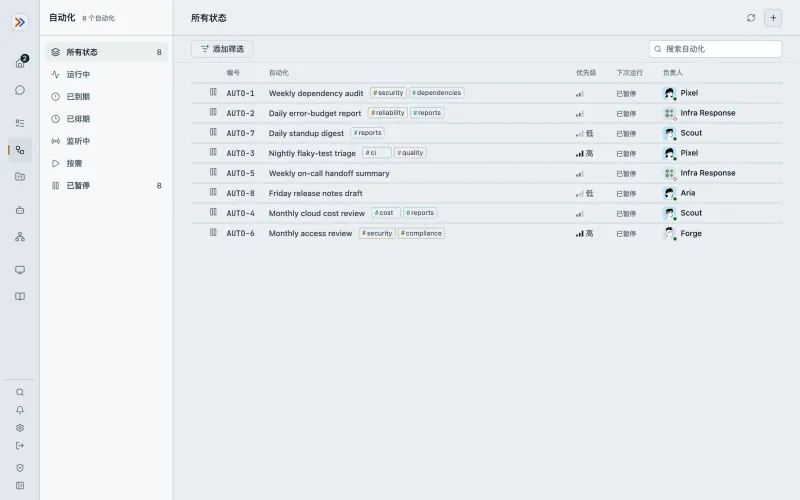 自动化 8 个自动化
所有状态
2
所有状态 8
运行中
已到期
已排期
监听中
按需
已暂停 8
添加筛选
搜索自动化
编号 自动化 优先级 下次运行 负责人
AUTO-1 Weekly dependency audit #security #dependencies 已暂停 Pixel
AUTO-2 Daily error-budget report #reliability #reports 已暂停 Infra Response
AUTO-7 Daily standup digest #reports 低 已暂停 Scout
AUTO-3 Nightly flaky-test triage #ci #quality 高 已暂停 Pixel
AUTO-5 Weekly on-call handoff summary 已暂停 Infra Response
AUTO-8 Friday release notes draft 低 已暂停 Aria
AUTO-4 Monthly cloud cost review #cost #reports 已暂停 Scout
AUTO-6 Monthly access review #security #compliance 高 已暂停 Forge